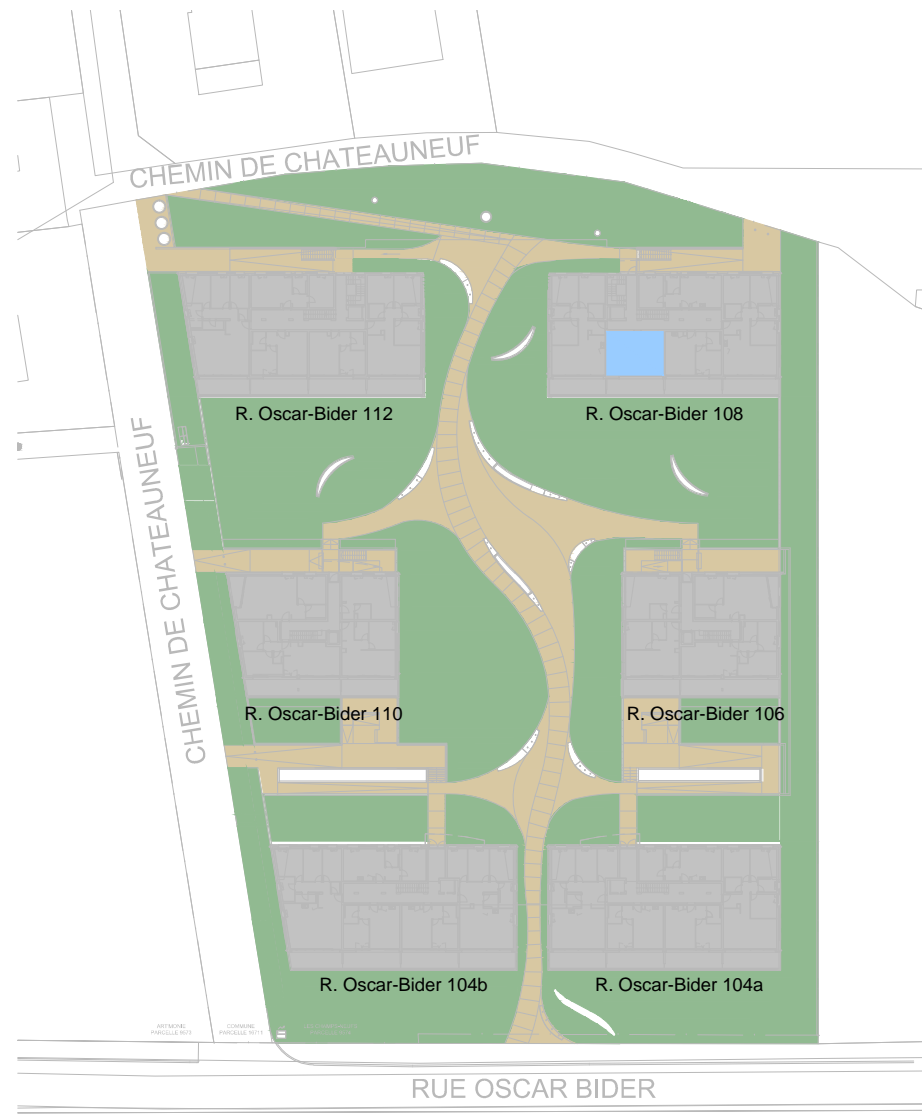 CHEMIN DE CHATEAUNEUF
R. Oscar-Bider 112
R. Oscar-Bider 108
CHEMIN DE CHATEAUNEUF
R. Oscar-Bider 110
R. Oscar-Bider 106
R. Oscar-Bider 104b
R. Oscar-Bider 104a
COMMUNE
RUE OSCAR BIDER